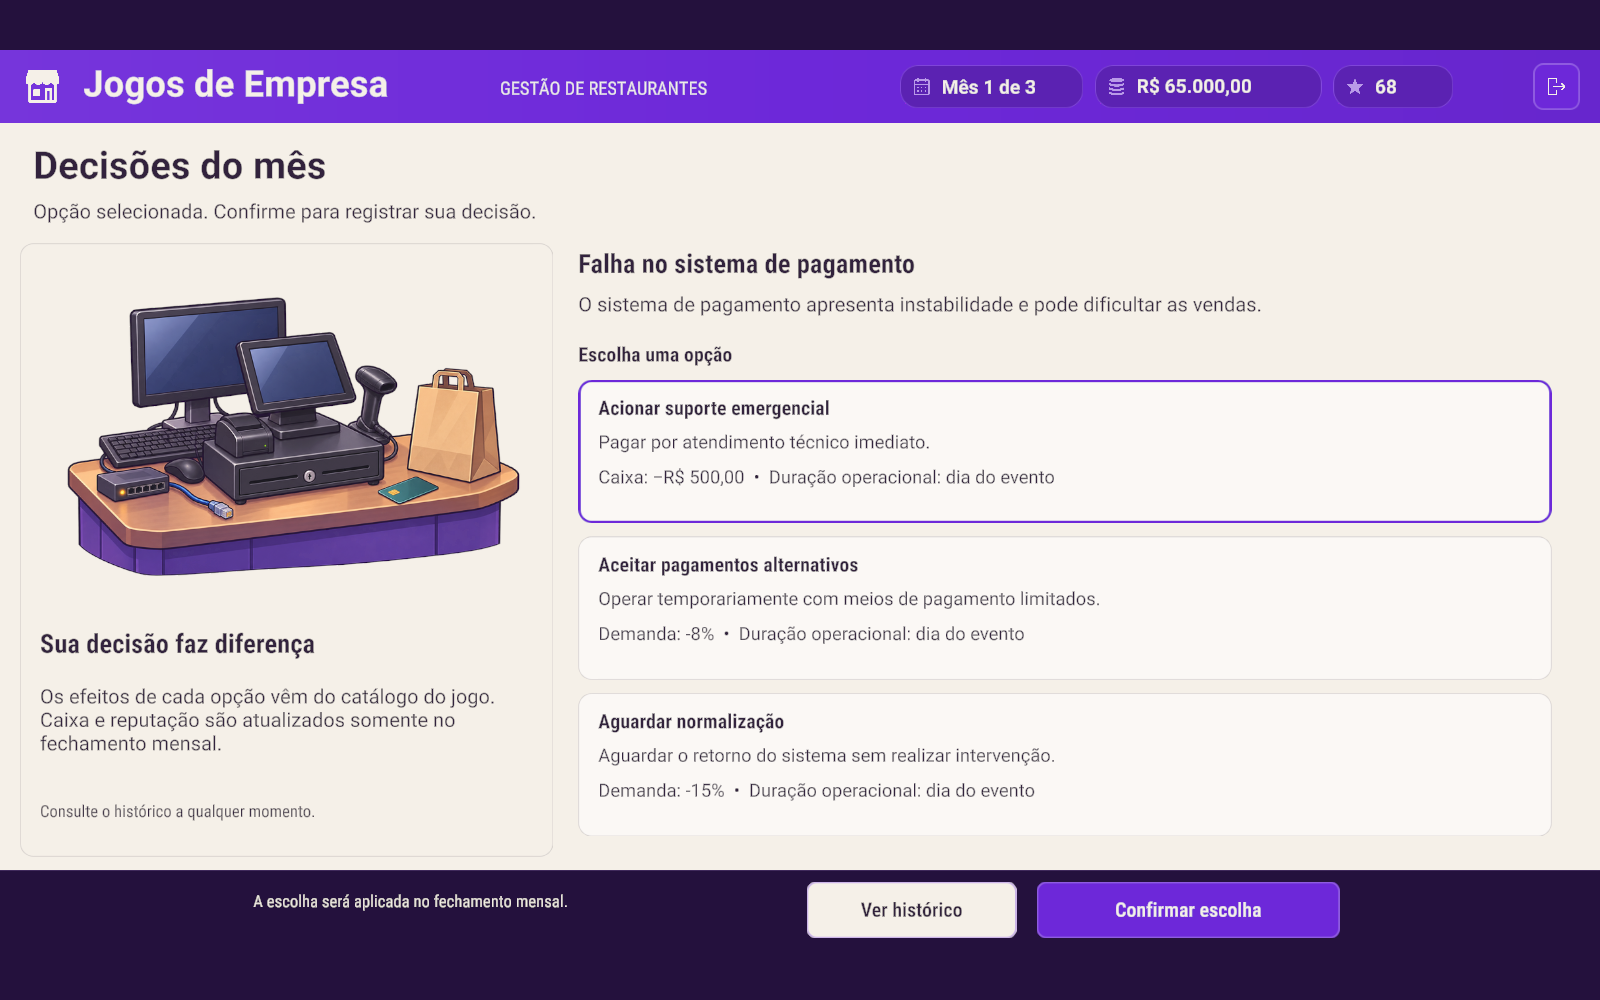 Jogos de Empresa
GESTÃO DE RESTAURANTES
Mês 1 de 3
R$ 65.000,00
68
Decisões do mês
Opção selecionada. Confirme para registrar sua decisão.
Sua decisão faz diferença
Os efeitos de cada opção vêm do catálogo do jogo.
Caixa e reputação são atualizados somente no
fechamento mensal.
Consulte o histórico a qualquer momento.
Falha no sistema de pagamento
O sistema de pagamento apresenta instabilidade e pode dificultar as vendas.
Escolha uma opção
Acionar suporte emergencial
Pagar por atendimento técnico imediato.
Caixa: −R$ 500,00 • Duração operacional: dia do evento
Aceitar pagamentos alternativos
Operar temporariamente com meios de pagamento limitados.
Demanda: -8% • Duração operacional: dia do evento
Aguardar normalização
Aguardar o retorno do sistema sem realizar intervenção.
Demanda: -15% • Duração operacional: dia do evento
A escolha será aplicada no fechamento mensal.
Ver histórico
Confirmar escolha